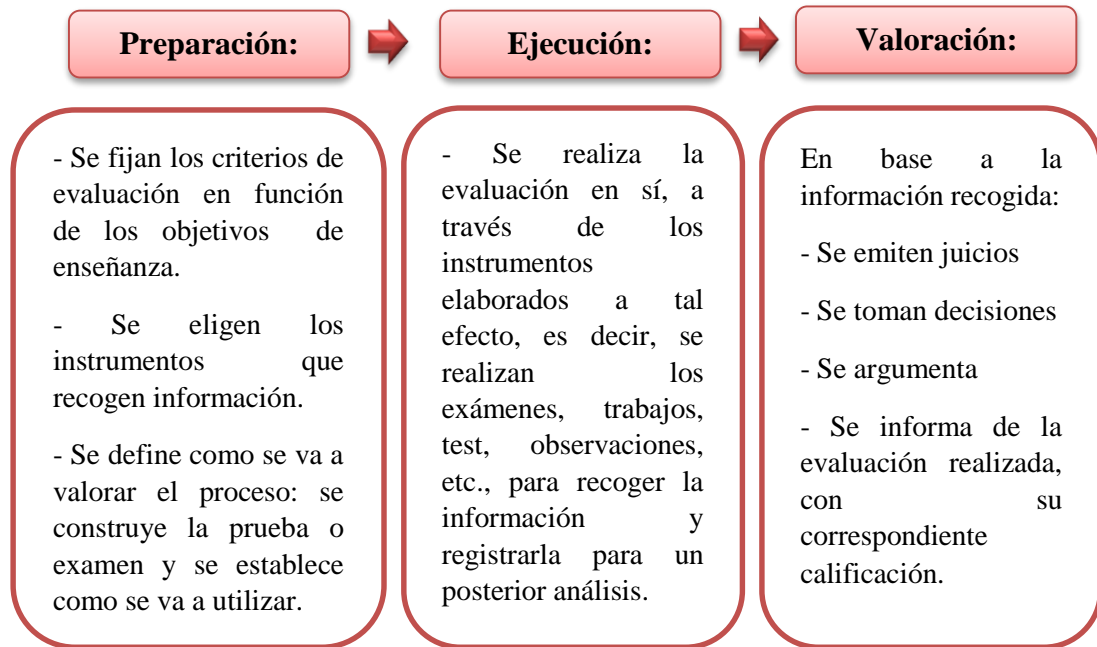 Preparación:
Ejecución:
Valoración:
- Se fijan los criterios de
evaluación en función
de los objetivos de
enseñanza.
- Se eligen los
instrumentos que
recogen información.
- Se define como se va a
valorar el proceso: se
construye la prueba o
examen y se establece
como se va a utilizar.
- Se realiza la
evaluación en sí, a
través de los
instrumentos
elaborados a tal
efecto, es decir, se
realizan los
exámenes, trabajos,
test, observaciones,
etc., para recoger la
información y
registrarla para un
posterior análisis.
En base a la
información recogida:
- Se emiten juicios
- Se toman decisiones
- Se argumenta
- Se informa de la
evaluación realizada,
con su
correspondiente
calificación.